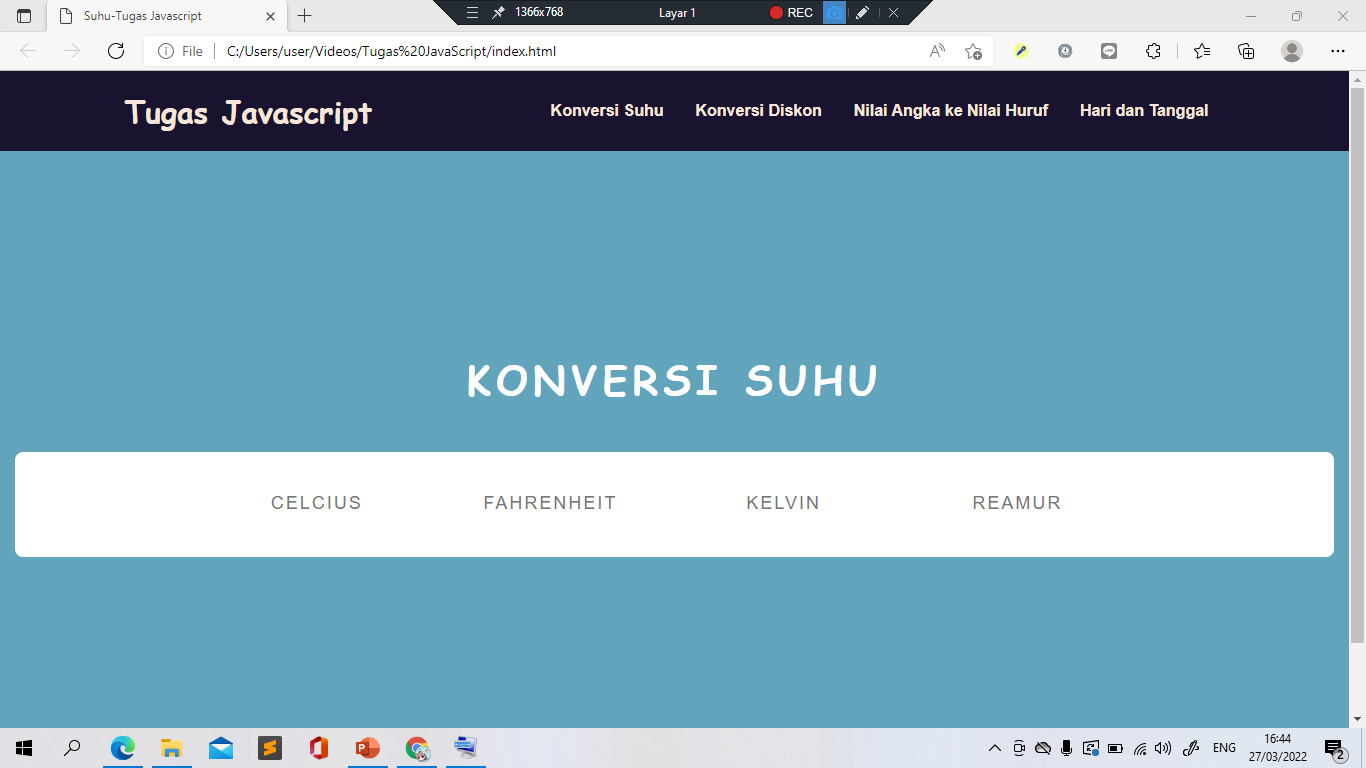 Suhu-Tugas Javascript
1366x768 Layar 1 REC
File C:/Users/user/Videos/Tugas%20JavaScript/index.html
Tugas Javascript
Konversi Suhu Konversi Diskon Nilai Angka ke Nilai Huruf Hari dan Tanggal
KONVERSI SUHU
CELCIUS FAHRENHEIT KELVIN REAMUR
ENG
16:44
27/03/2022
2